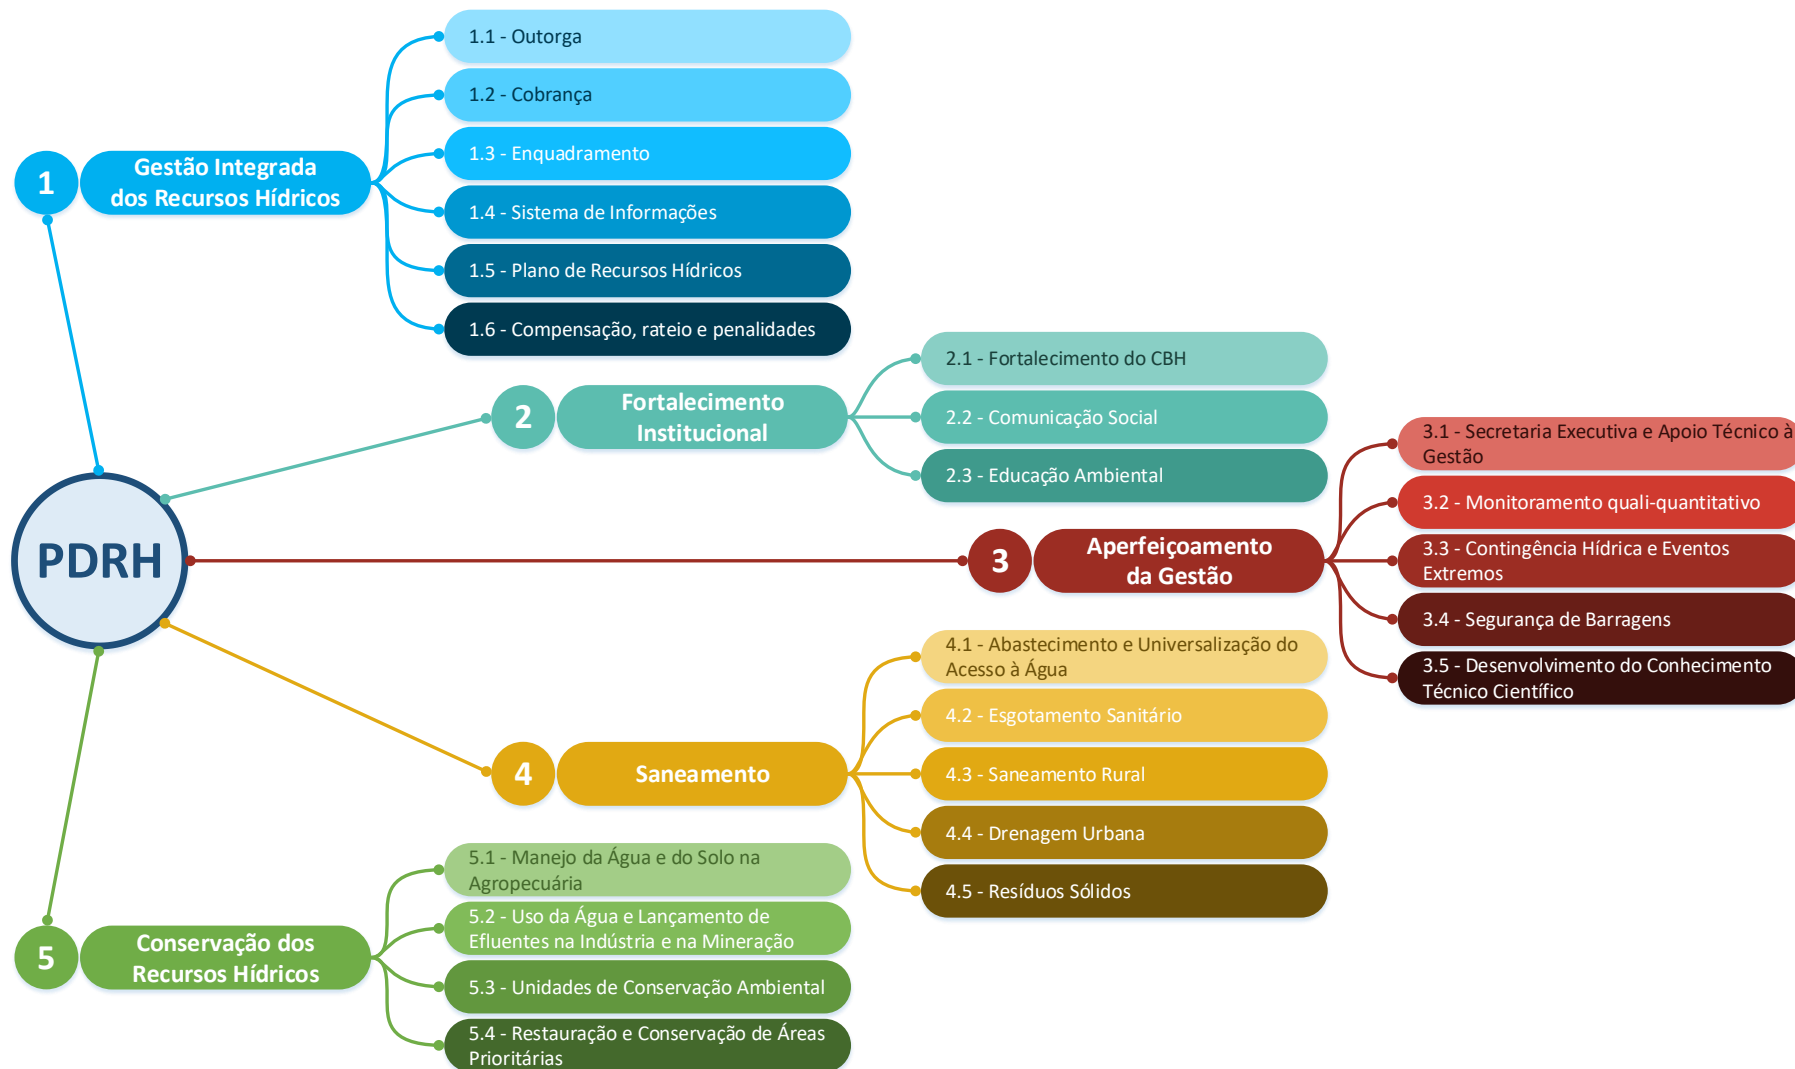 PDRH
1
Gestão Integrada
dos Recursos Hídricos
1.1 - Outorga
1.2 - Cobrança
1.3 - Enquadramento
1.4 - Sistema de Informações
1.5 - Plano de Recursos Hídricos
1.6 - Compensação, rateio e penalidades
2
Fortalecimento
Institucional
2.1 - Fortalecimento do CBH
2.2 - Comunicação Social
2.3 - Educação Ambiental
3
Aperfeiçoamento
da Gestão
3.1 - Secretaria Executiva e Apoio Técnico à
Gestão
3.2 - Monitoramento quali-quantitativo
3.3 - Contingência Hídrica e Eventos
Extremos
3.4 - Segurança de Barragens
3.5 - Desenvolvimento do Conhecimento
Técnico Científico
4
Saneamento
4.1 - Abastecimento e Universalização do
Acesso à Água
4.2 - Esgotamento Sanitário
4.3 - Saneamento Rural
4.4 - Drenagem Urbana
4.5 - Resíduos Sólidos
5
Conservação dos
Recursos Hídricos
5.1 - Manejo da Água e do Solo na
Agropecuária
5.2 - Uso da Água e Lançamento de
Efluentes na Indústria e na Mineração
5.3 - Unidades de Conservação Ambiental
5.4 - Restauração e Conservação de Áreas
Prioritárias